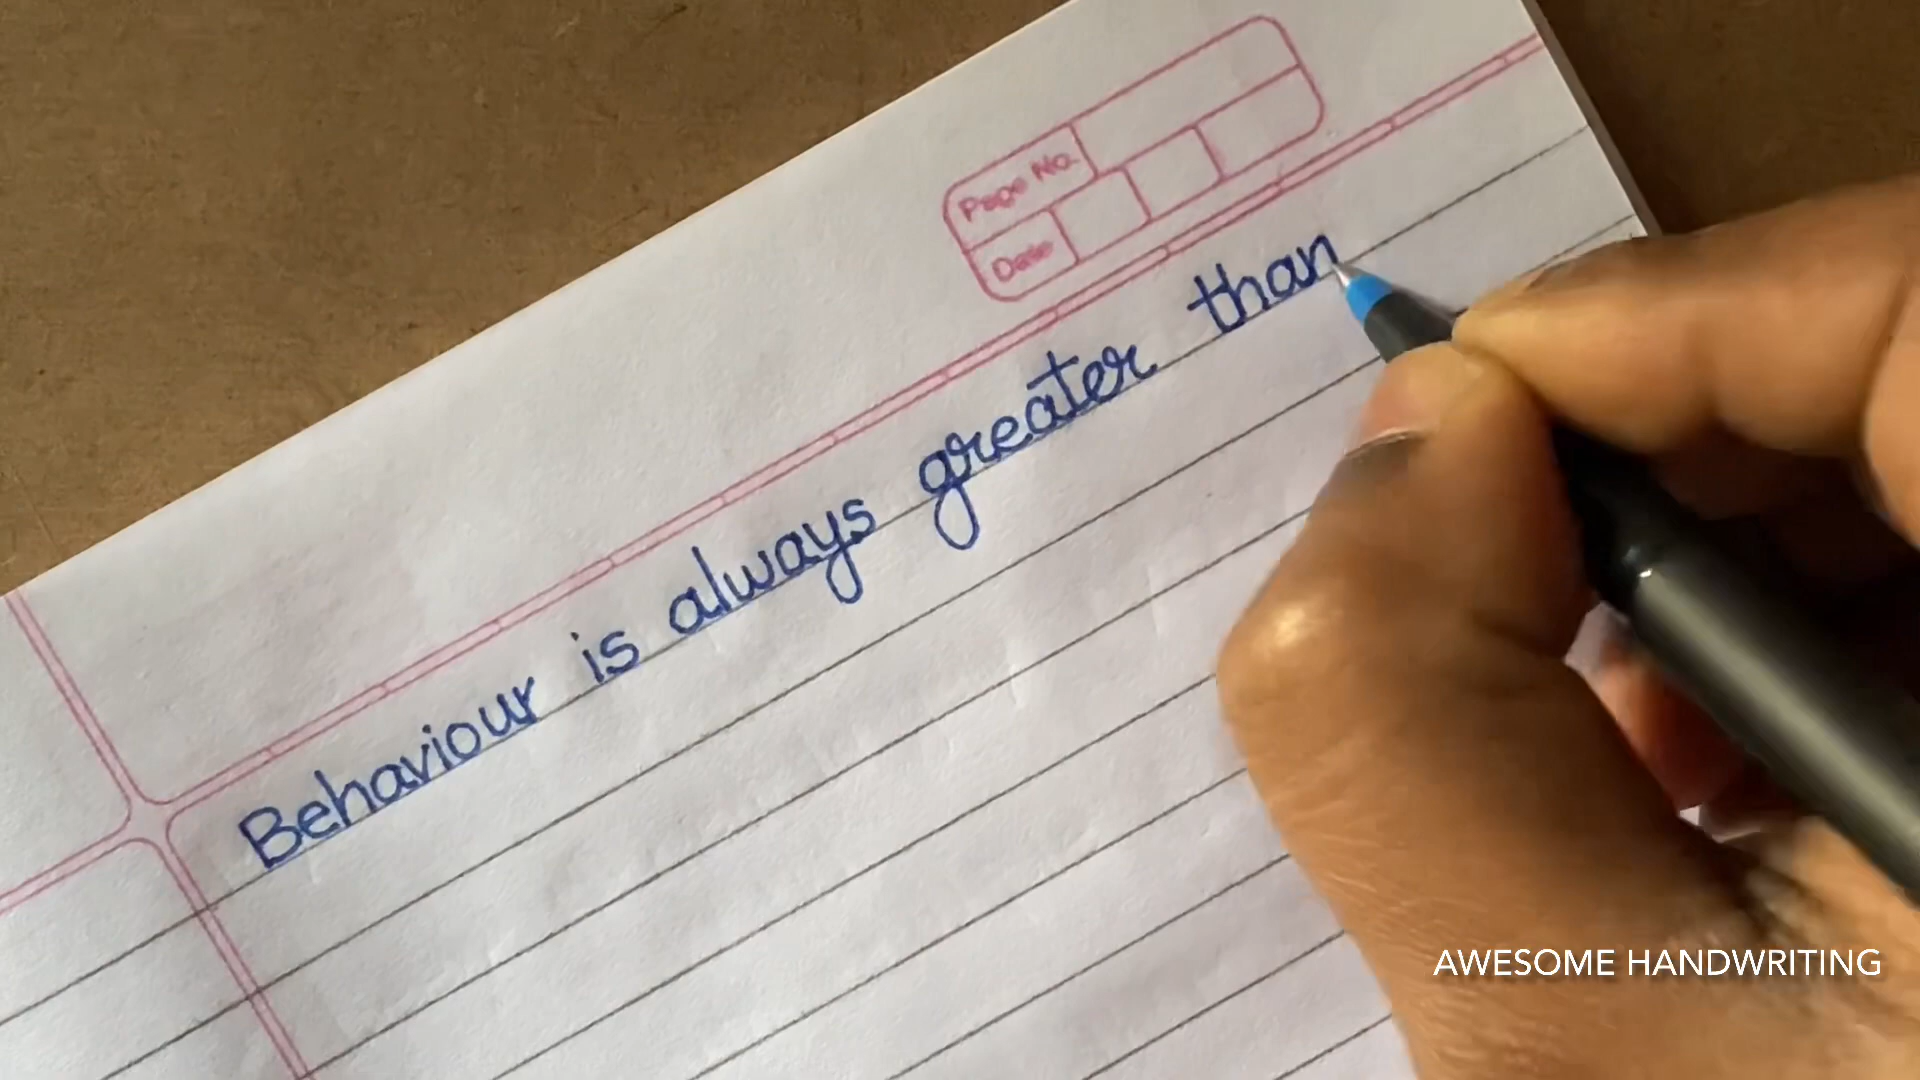 Page No.
Date
Behaviour is always greater than
AWESOME HANDWRITING